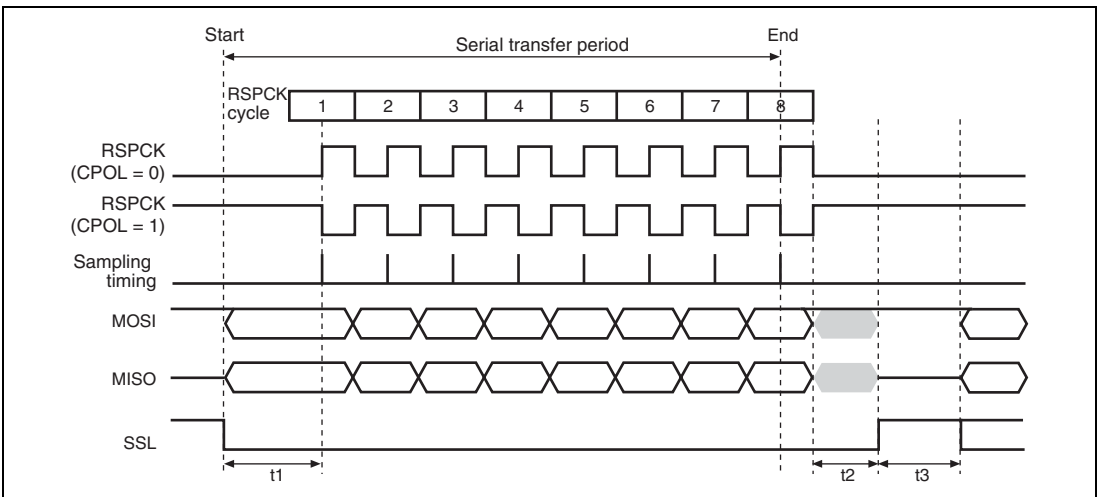 Start
End
Serial transfer period
RSPCK
cycle
1 2 3 4 5 6 7 8
RSPCK
(CPOL = 0)
RSPCK
(CPOL = 1)
Sampling
timing
MOSI
MISO
SSL
t1
t2
t3